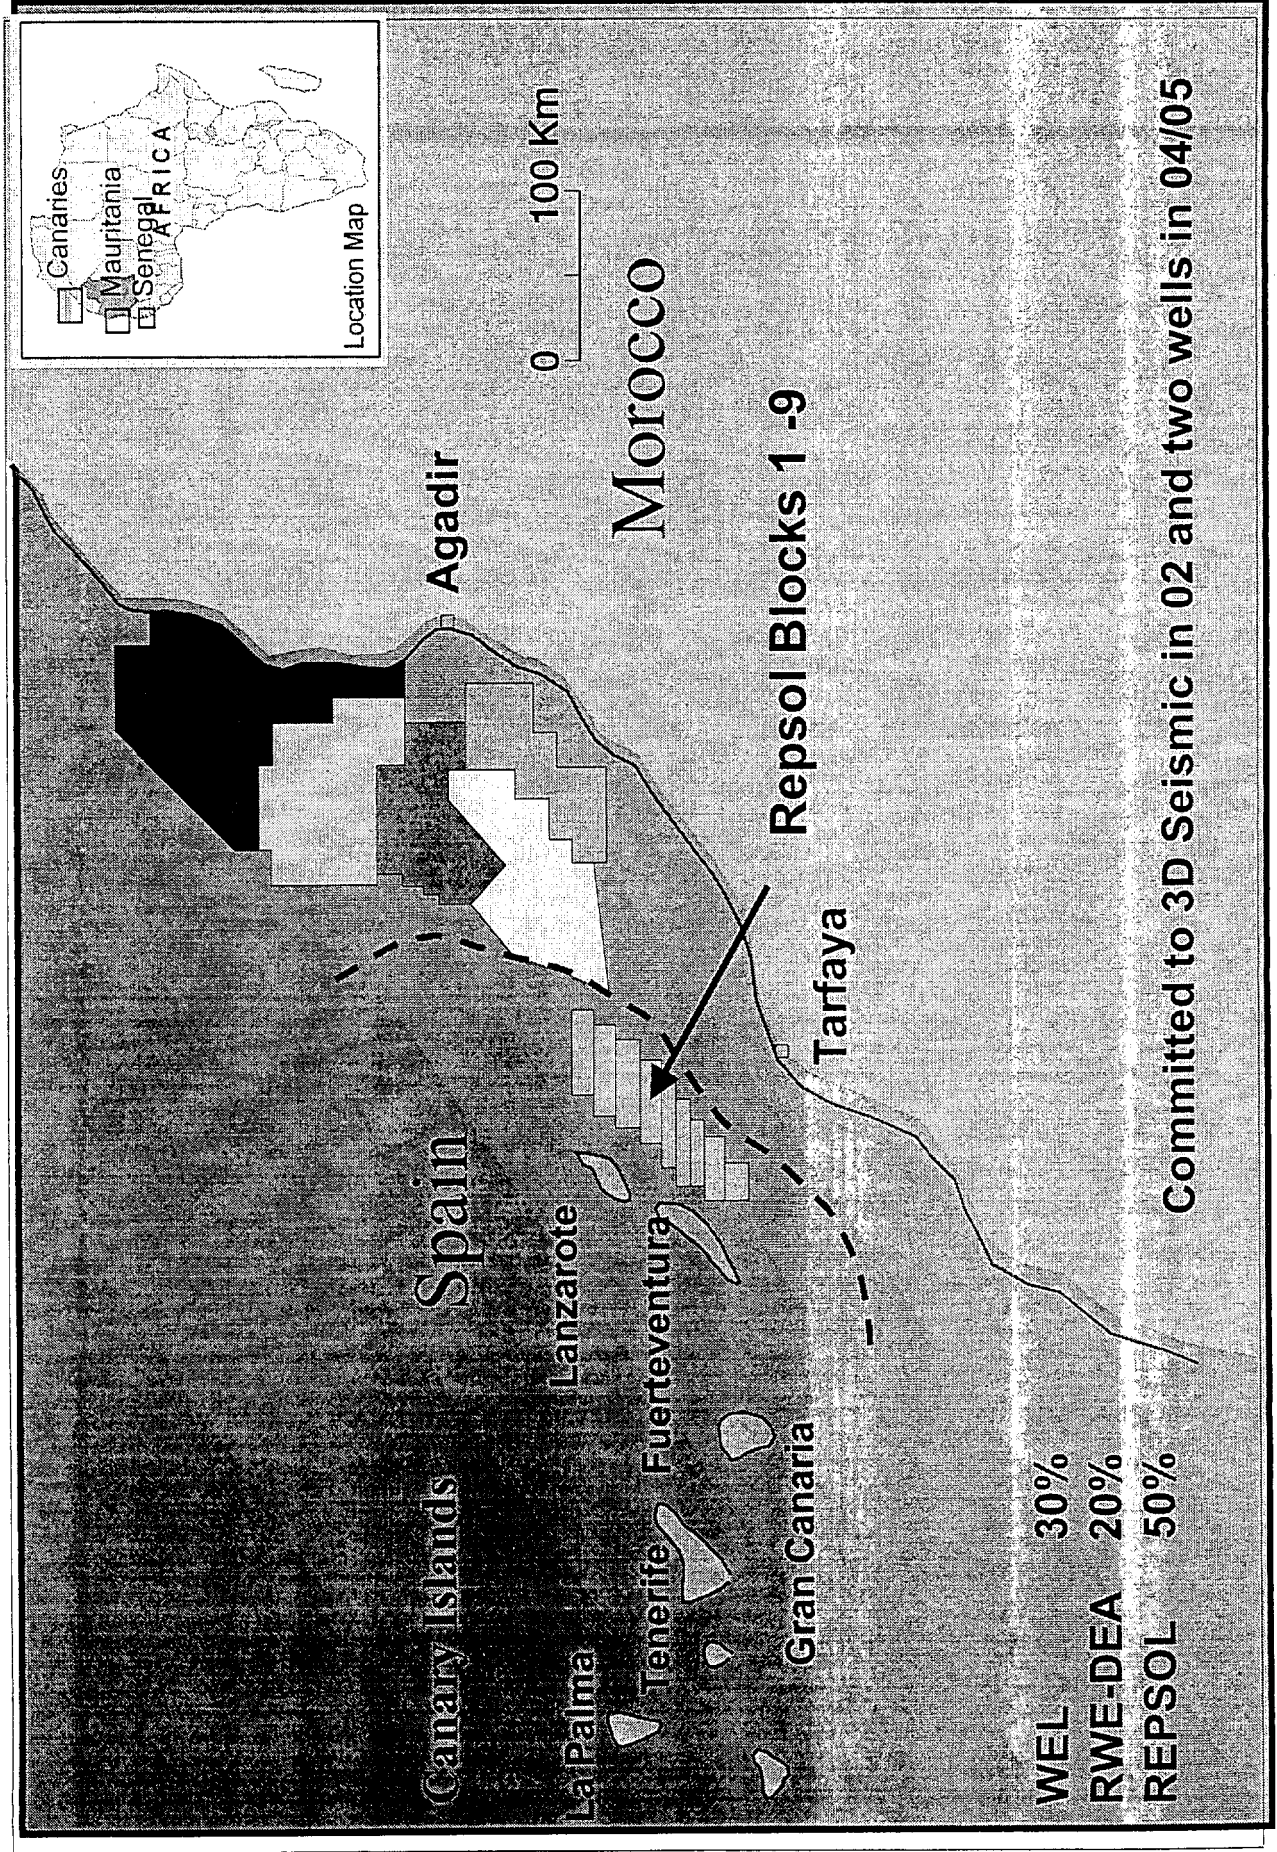 Canaries
Mauritania
Senegal
AFRICA
Location Map
Agadir
0 100 Km
Morocco
Spain
Canary Islands
Lanzarote
La Palma
Fuerteventura
Tenerife
Repsol Blocks 1 -9
Gran Canaria
Tarfaya
WEL 30%
RWE-DEA 20%
REPSOL 50%
Committed to 3D Seismic in 02 and two wells in 04/05